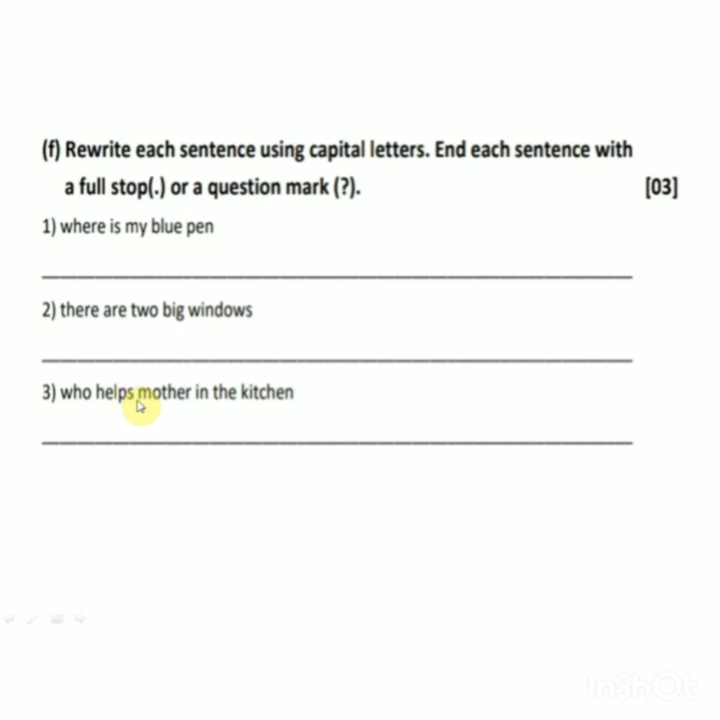 (f) Rewrite each sentence using capital letters. End each sentence with
a full stop(.) or a question mark (?). [03]
1) where is my blue pen
2) there are two big windows
3) who helps mother in the kitchen
InShOt